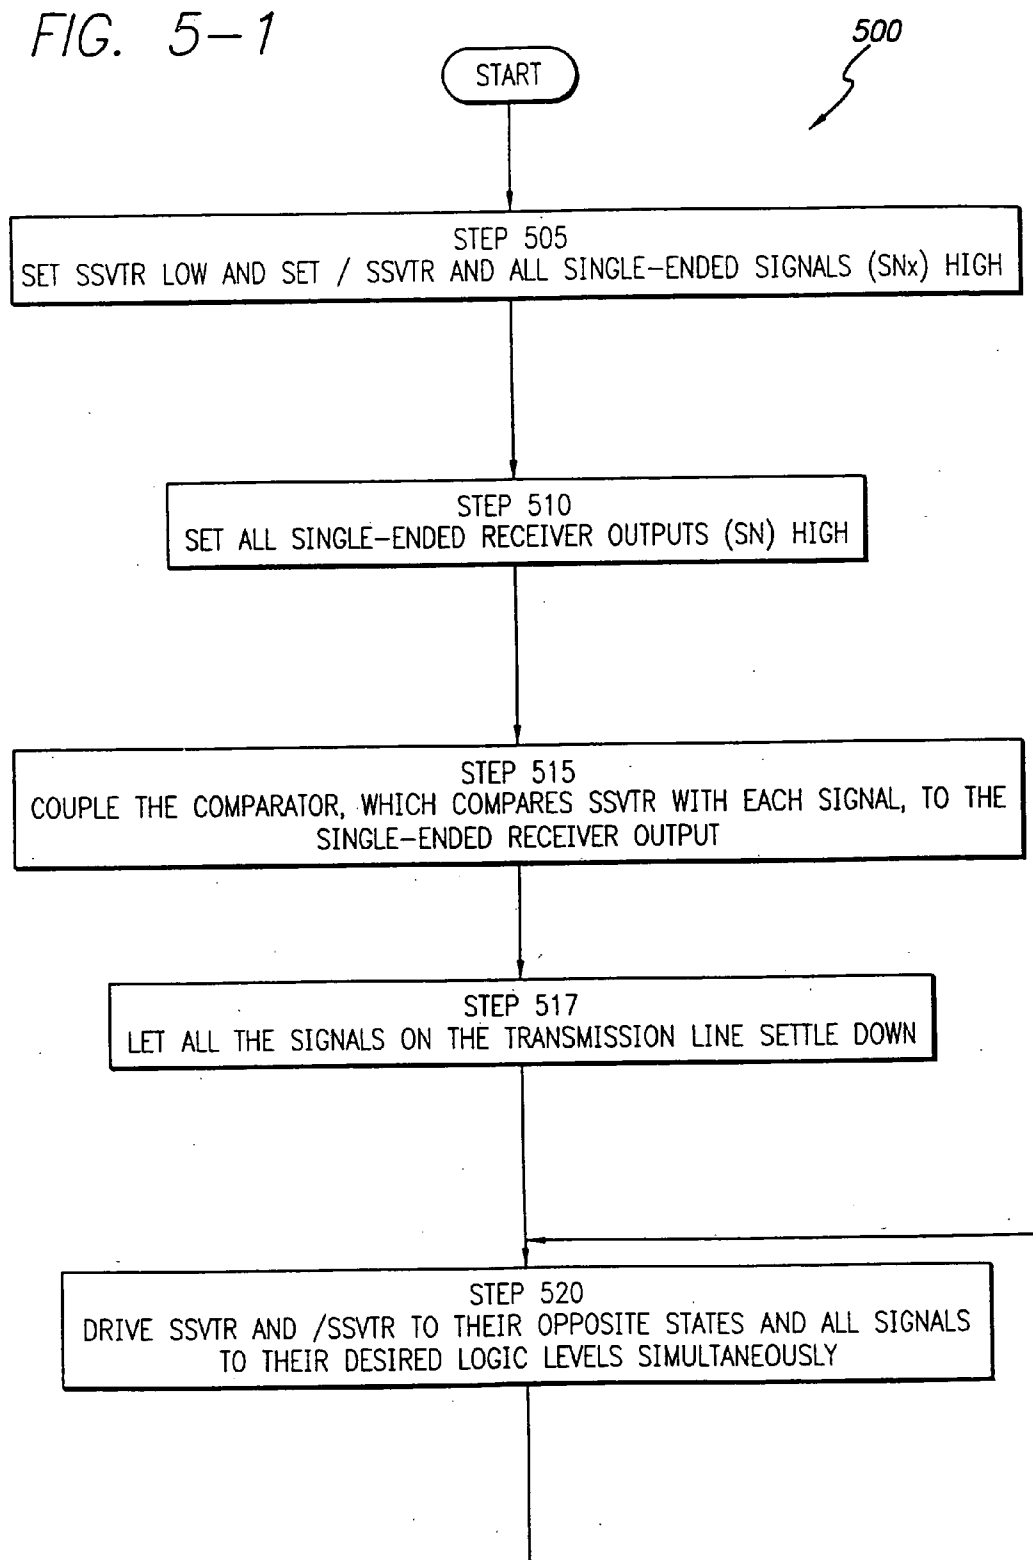 FIG. 5-1
500
START
STEP 505
SET SSVTR LOW AND SET / SSVTR AND ALL SINGLE-ENDED SIGNALS (SNx) HIGH
STEP 510
SET ALL SINGLE-ENDED RECEIVER OUTPUTS (SN) HIGH
STEP 515
COUPLE THE COMPARATOR, WHICH COMPARES SSVTR WITH EACH SIGNAL, TO THE
SINGLE-ENDED RECEIVER OUTPUT
STEP 517
LET ALL THE SIGNALS ON THE TRANSMISSION LINE SETTLE DOWN
STEP 520
DRIVE SSVTR AND /SSVTR TO THEIR OPPOSITE STATES AND ALL SIGNALS
TO THEIR DESIRED LOGIC LEVELS SIMULTANEOUSLY